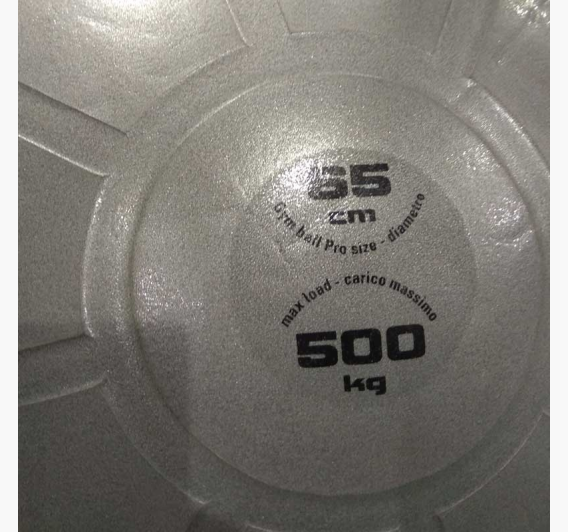 65
cm
Gym ball Pro size - diametro
max load - carico massimo
500
kg